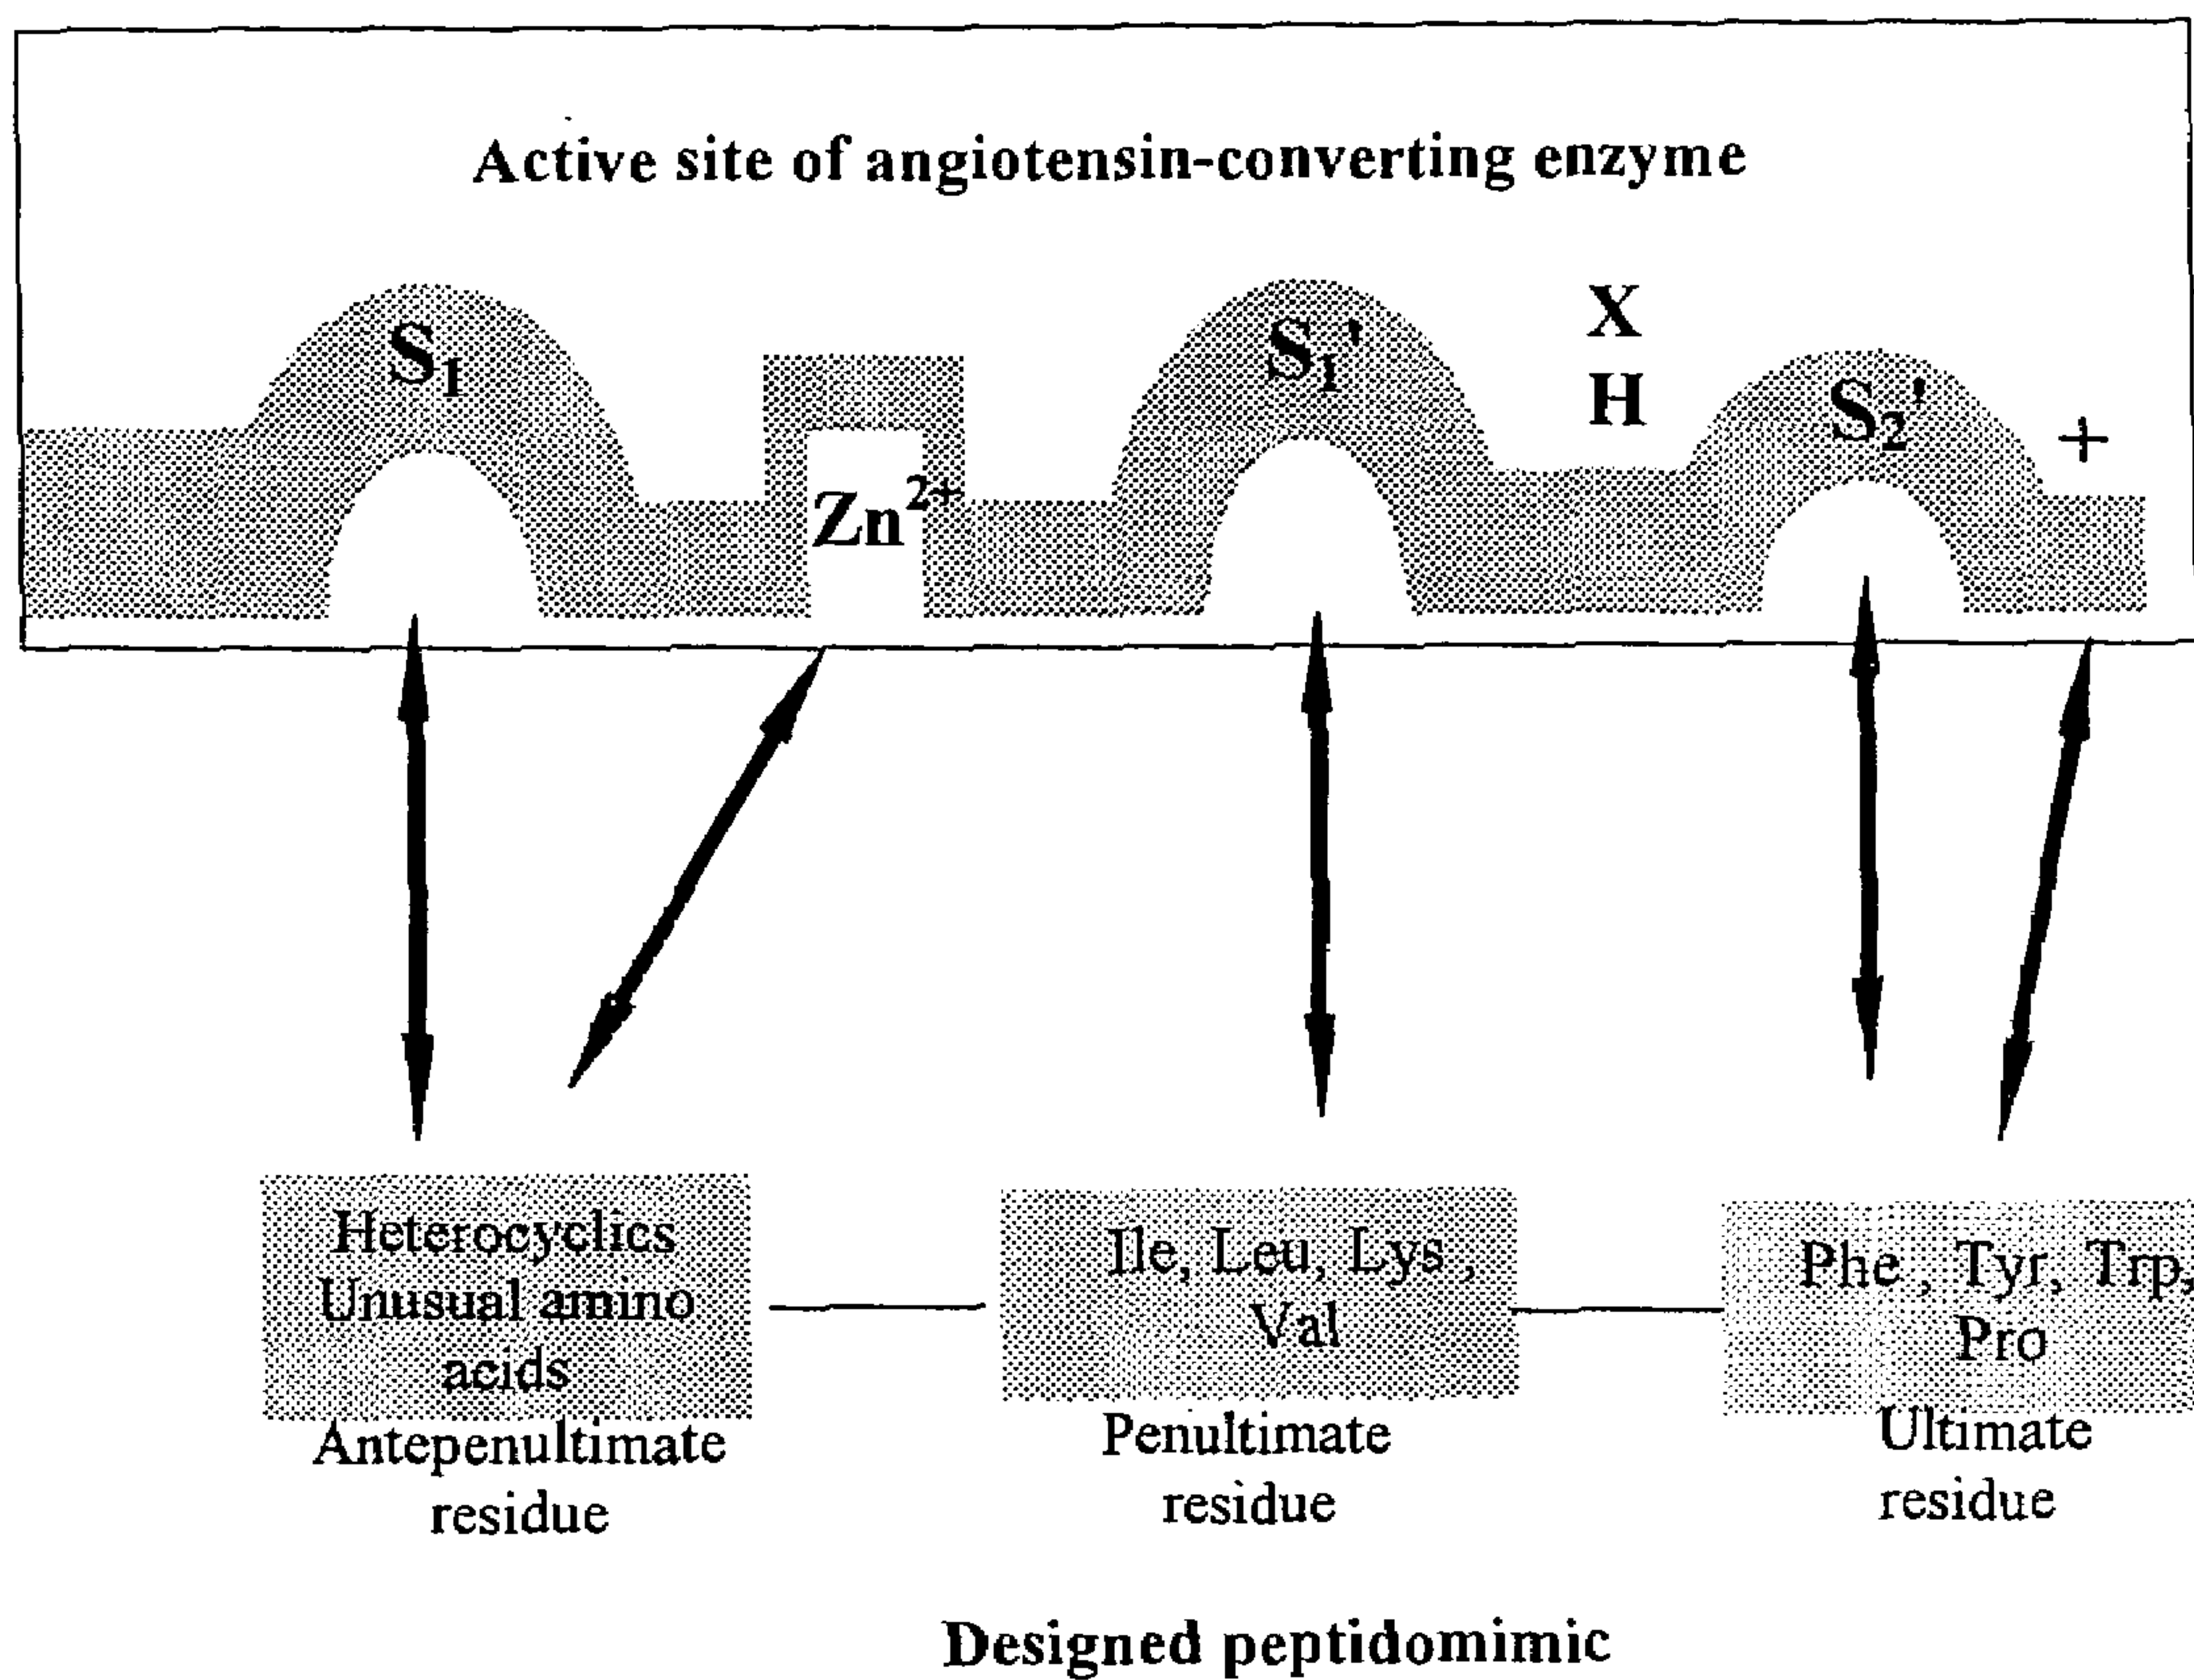 Active site of angiotensin-converting enzyme
S1
S1'
X
H
S2'
+
Zn2+
Heterocyclics
Unusual amino
acids
Antepenultimate
residue
Ile, Leu, Lys ,
Val
Penultimate
residue
Phe , Tyr, Trp,
Pro
Ultimate
residue
Designed peptidomimic